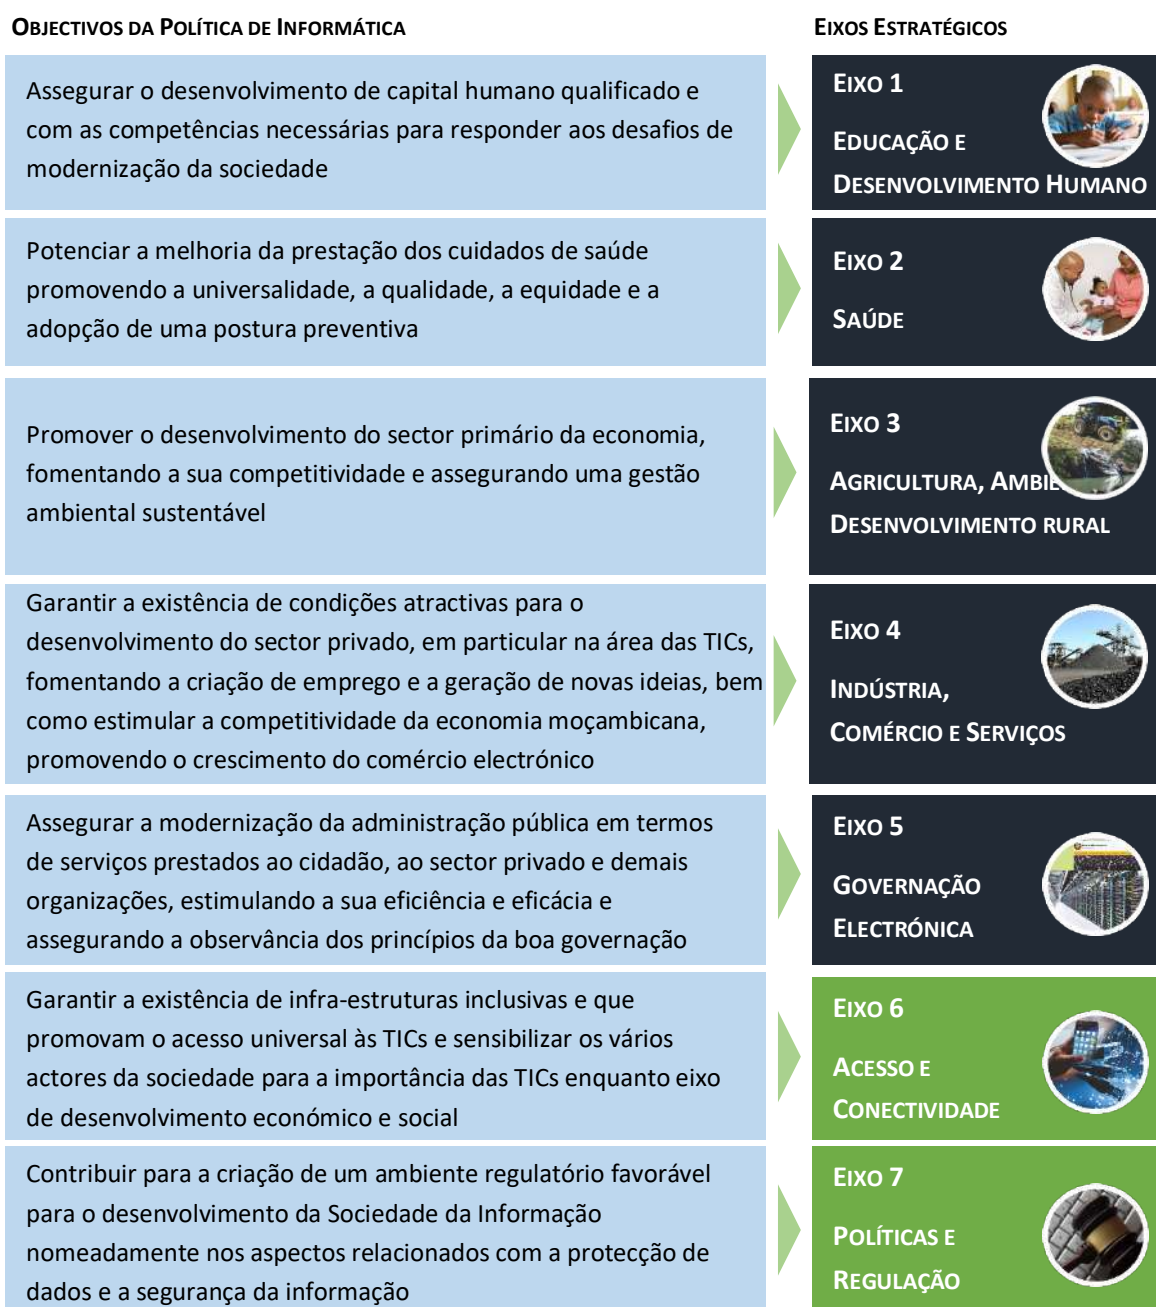 OBJECTIVOS DA POLÍTICA DE INFORMÁTICA
EIXOS ESTRATÉGICOS
Assegurar o desenvolvimento de capital humano qualificado e
com as competências necessárias para responder aos desafios de
modernização da sociedade
EIXO 1
EDUCAÇÃO E
DESENVOLVIMENTO HUMANO
Potenciar a melhoria da prestação dos cuidados de saúde
promovendo a universalidade, a qualidade, a equidade e a
adopção de uma postura preventiva
EIXO 2
SAÚDE
Promover o desenvolvimento do sector primário da economia,
fomentando a sua competitividade e assegurando uma gestão
ambiental sustentável
EIXO 3
AGRICULTURA,
DESENVOLVIMENTO RURAL
Garantir a existência de condições atractivas para o
desenvolvimento do sector privado, em particular na área das TICs,
fomentando a criação de emprego e a geração de novas ideias, bem
como estimular a competitividade da economia moçambicana,
promovendo o crescimento do comércio electrónico
EIXO 4
INDÚSTRIA,
COMÉRCIO E SERVIÇOS
Assegurar a modernização da administração pública em termos
de serviços prestados ao cidadão, ao sector privado e demais
organizações, estimulando a sua eficiência e eficácia e
assegurando a observância dos princípios da boa governação
EIXO 5
GOVERNAÇÃO
ELECTRÓNICA
Garantir a existência de infra-estruturas inclusivas e que
promovam o acesso universal às TICs e sensibilizar os vários
actores da sociedade para a importância das TICs enquanto eixo
de desenvolvimento económico e social
EIXO 6
ACESSO E
CONECTIVIDADE
Contribuir para a criação de um ambiente regulatório favorável
para o desenvolvimento da Sociedade da Informação
nomeadamente nos aspectos relacionados com a protecção de
dados e a segurança da informação
EIXO 7
POLÍTICAS E
REGULAÇÃO